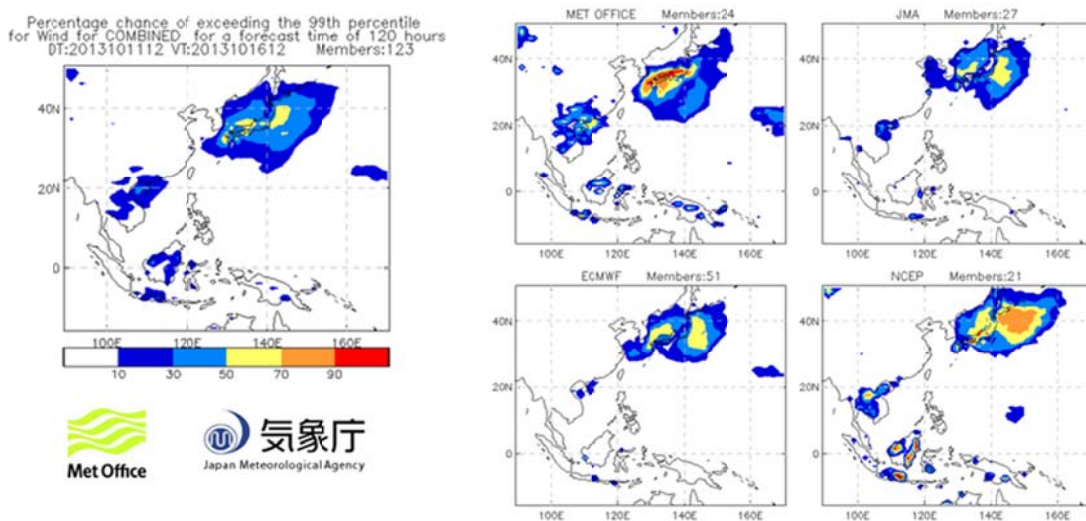 Percentage chance of exceeding the 99th percentile
for Wind for COMBINED for a forecast time of 120 hours
DT:2013101112 VT:2013101612 Members:123
40N
20N
0
100E 120E 140E 160E
10 30 50 70 90
Met Office
気象庁
Japan Meteorological Agency
MET OFFICE Members:24
40N
20N
0
100E 120E 140E 160E
JMA Members:27
40N
20N
0
100E 120E 140E 160E
ECMWF Members:51
40N
20N
0
100E 120E 140E 160E
NCEP Members:21
40N
20N
0
100E 120E 140E 160E